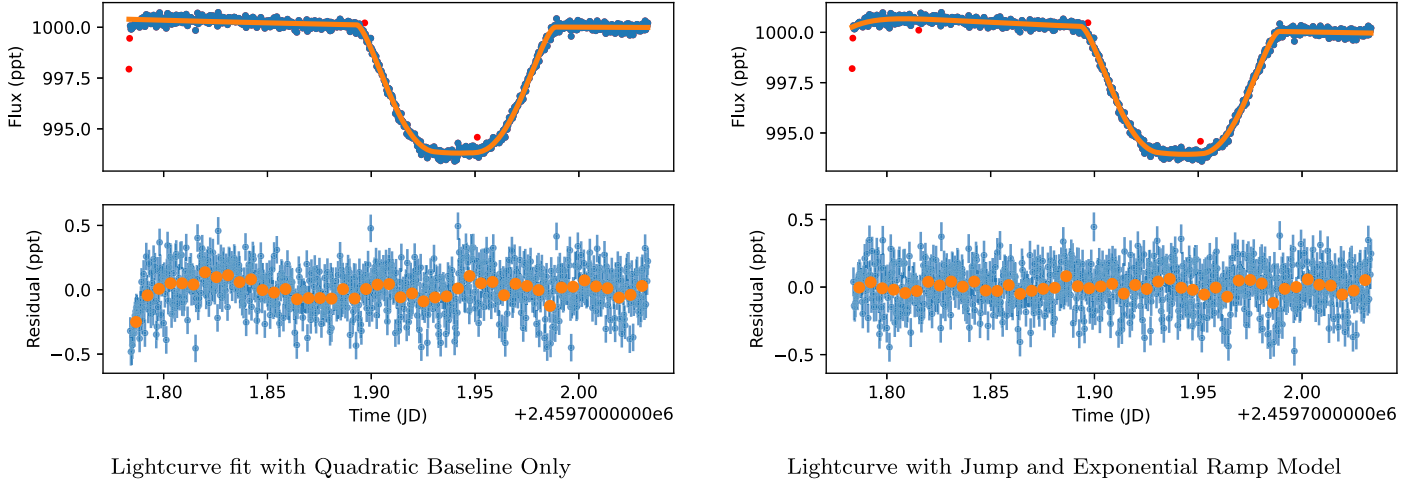 1000.0
997.5
995.0
Flux (ppt)
0.5
0.0
−0.5
Residual (ppt)
1.80 1.85 1.90 1.95 2.00
Time (JD) +2.4597000000e6
Lightcurve fit with Quadratic Baseline Only
1000.0
997.5
995.0
Flux (ppt)
0.5
0.0
−0.5
Residual (ppt)
1.80 1.85 1.90 1.95 2.00
Time (JD) +2.4597000000e6
Lightcurve with Jump and Exponential Ramp Model